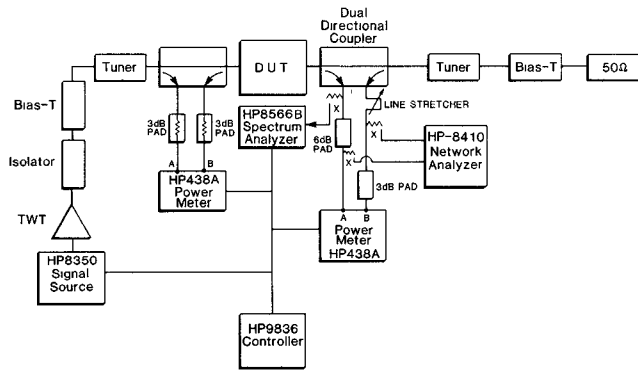 Dual
Directional
Coupler
Tuner
DUT
Tuner
Bias-T
50Ω
Bias-T
3dB
PAD
3dB
PAD
HP8566B
Spectrum
Analyzer
X
LINE STRETCHER
6dB
PAD
X
X
HP-8410
Network
Analyzer
Isolator
A
B
HP438A
Power
Meter
3dB PAD
TWT
A
B
Power
Meter
HP438A
HP8350
Signal
Source
HP9836
Controller